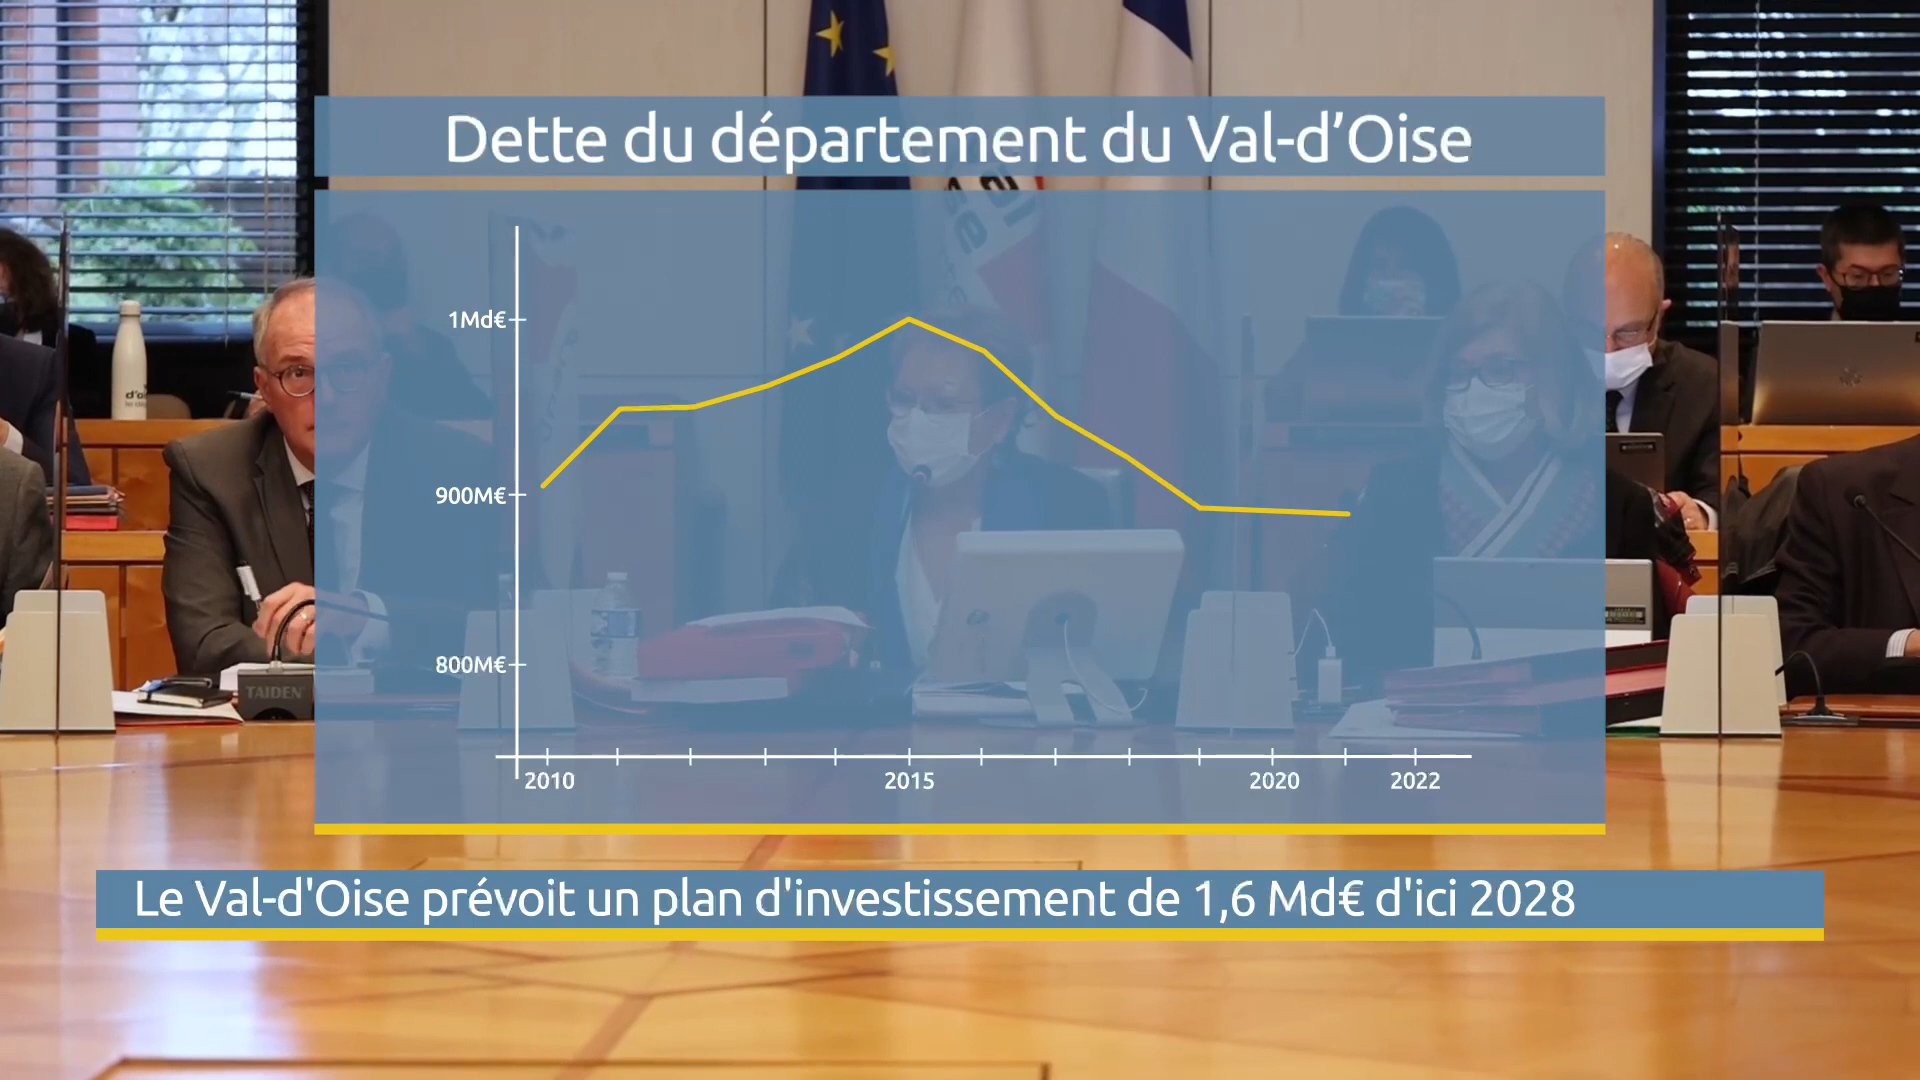 Dette du département du Val-d’Oise
1Md€
900M€
800M€
2010 2015 2020 2022
TAIDEN
Le Val-d'Oise prévoit un plan d'investissement de 1,6 Md€ d'ici 2028